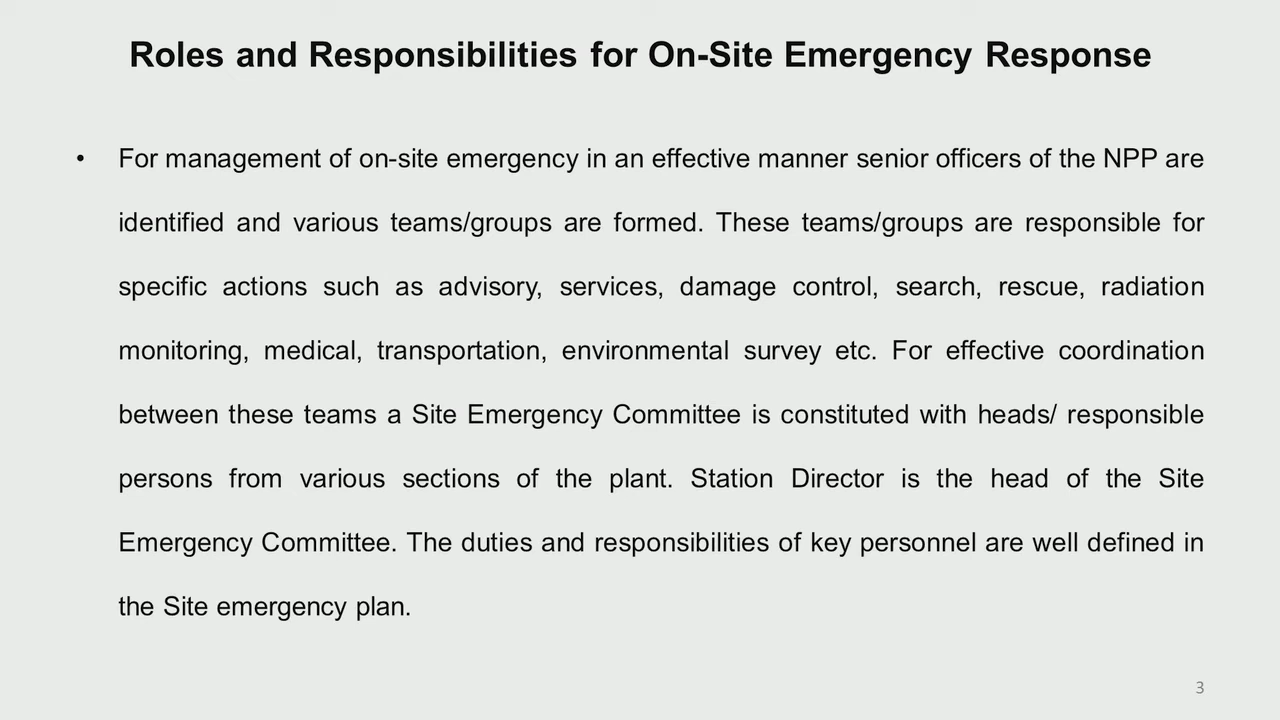 Roles and Responsibilities for On-Site Emergency Response
• For management of on-site emergency in an effective manner senior officers of the NPP are
identified and various teams/groups are formed. These teams/groups are responsible for
specific actions such as advisory, services, damage control, search, rescue, radiation
monitoring, medical, transportation, environmental survey etc. For effective coordination
between these teams a Site Emergency Committee is constituted with heads/ responsible
persons from various sections of the plant. Station Director is the head of the Site
Emergency Committee. The duties and responsibilities of key personnel are well defined in
the Site emergency plan.
3